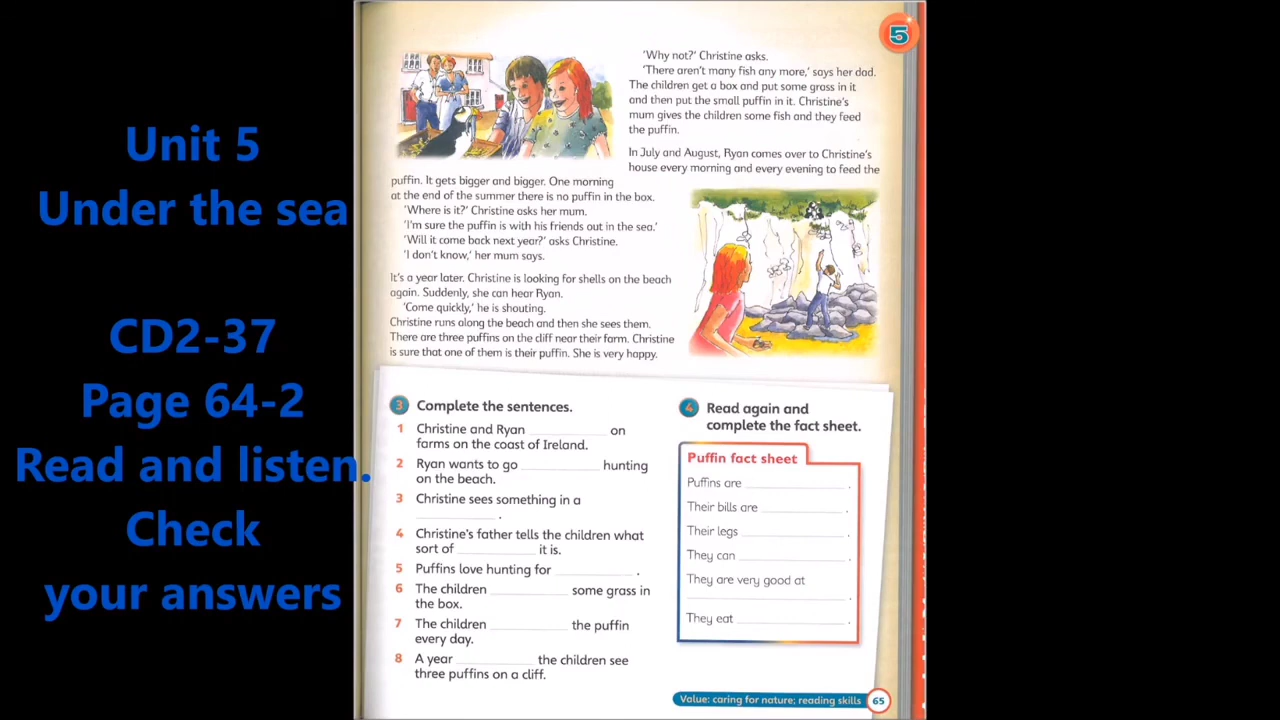 Unit 5
Under the sea
CD2-37
Page 64-2
Read and listen.
Check
your answers
5
'Why not?' Christine asks.
'There aren't many fish any more,' says her dad.
The children get a box and put some grass in it
and then put the small puffin in it. Christine's
mum gives the children some fish and they feed
the puffin.
In July and August, Ryan comes over to Christine's
house every morning and every evening to feed the
puffin. It gets bigger and bigger. One morning
at the end of the summer there is no puffin in the box.
'Where is it?' Christine asks her mum.
'I'm sure the puffin is with his friends out in the sea.'
'Will it come back next year?' asks Christine.
'I don't know,' her mum says.
It's a year later. Christine is looking for shells on the beach
again. Suddenly, she can hear Ryan.
'Come quickly,' he is shouting.
Christine runs along the beach and then she sees them.
There are three puffins on the cliff near their farm. Christine
is sure that one of them is their puffin. She is very happy.
3 Complete the sentences.
1 Christine and Ryan ____________ on
farms on the coast of Ireland.
2 Ryan wants to go ____________ hunting
on the beach.
3 Christine sees something in a
____________ .
4 Christine's father tells the children what
sort of ____________ it is.
5 Puffins love hunting for ____________ .
6 The children ____________ some grass in
the box.
7 The children ____________ the puffin
every day.
8 A year ____________ the children see
three puffins on a cliff.
4 Read again and
complete the fact sheet.
Puffin fact sheet
Puffins are ____________ .
Their bills are ____________ .
Their legs ____________ .
They can ____________ .
They are very good at
____________ .
They eat ____________ .
Value: caring for nature; reading skills 65